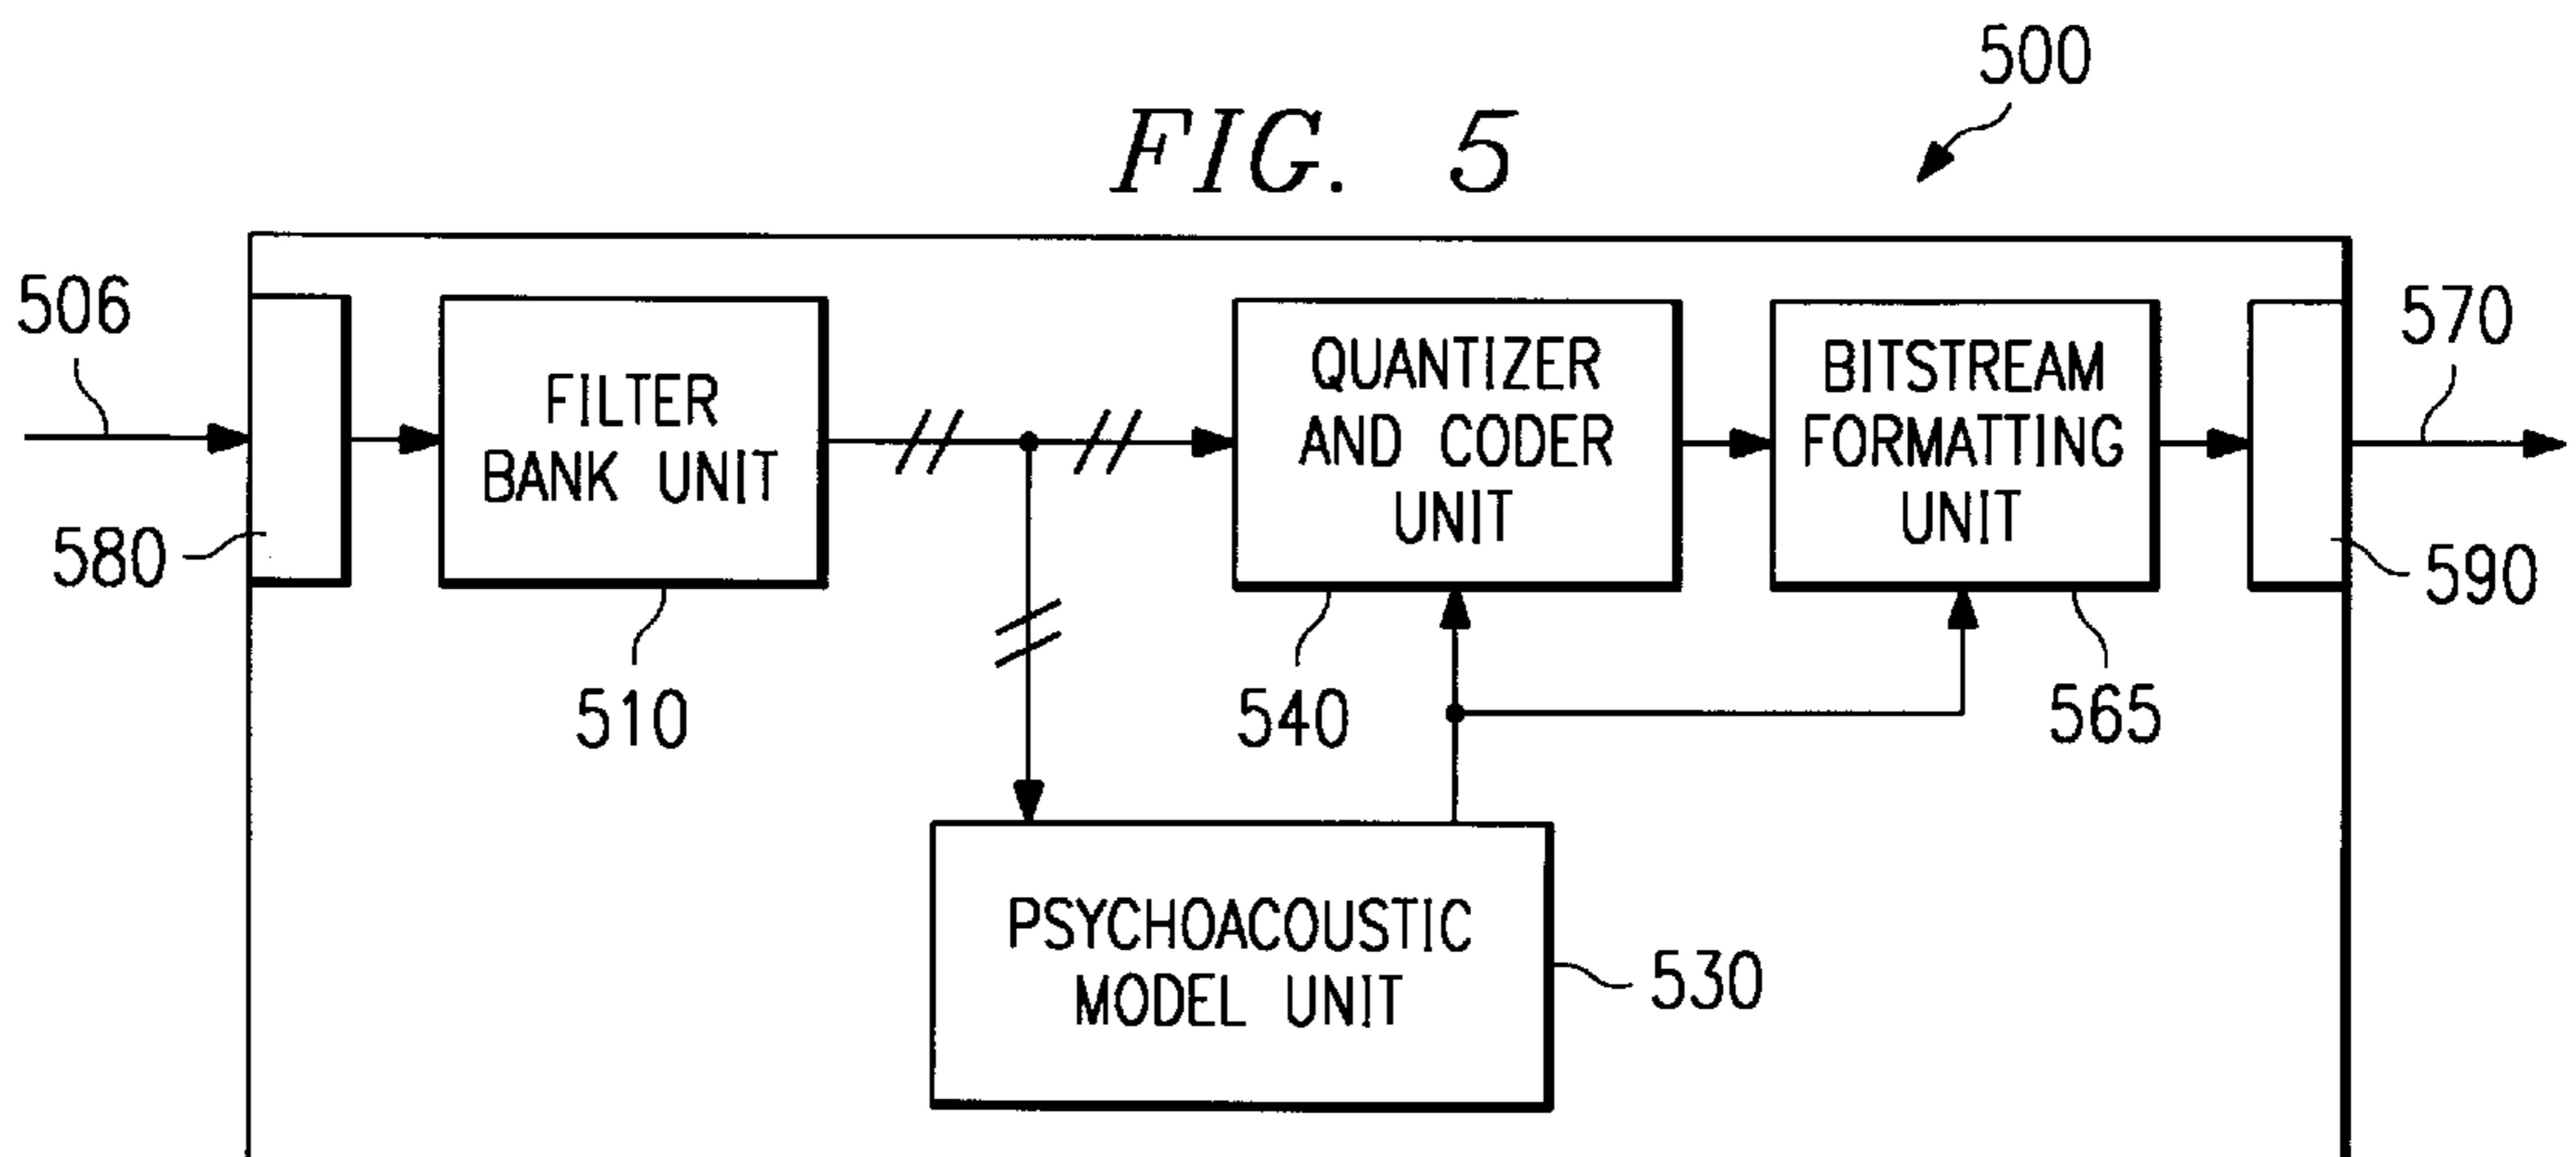 500
FIG. 5
506
570
FILTER
BANK UNIT
QUANTIZER
AND CODER
UNIT
BITSTREAM
FORMATTING
UNIT
580
590
510
540
565
PSYCHOACOUSTIC
MODEL UNIT
530